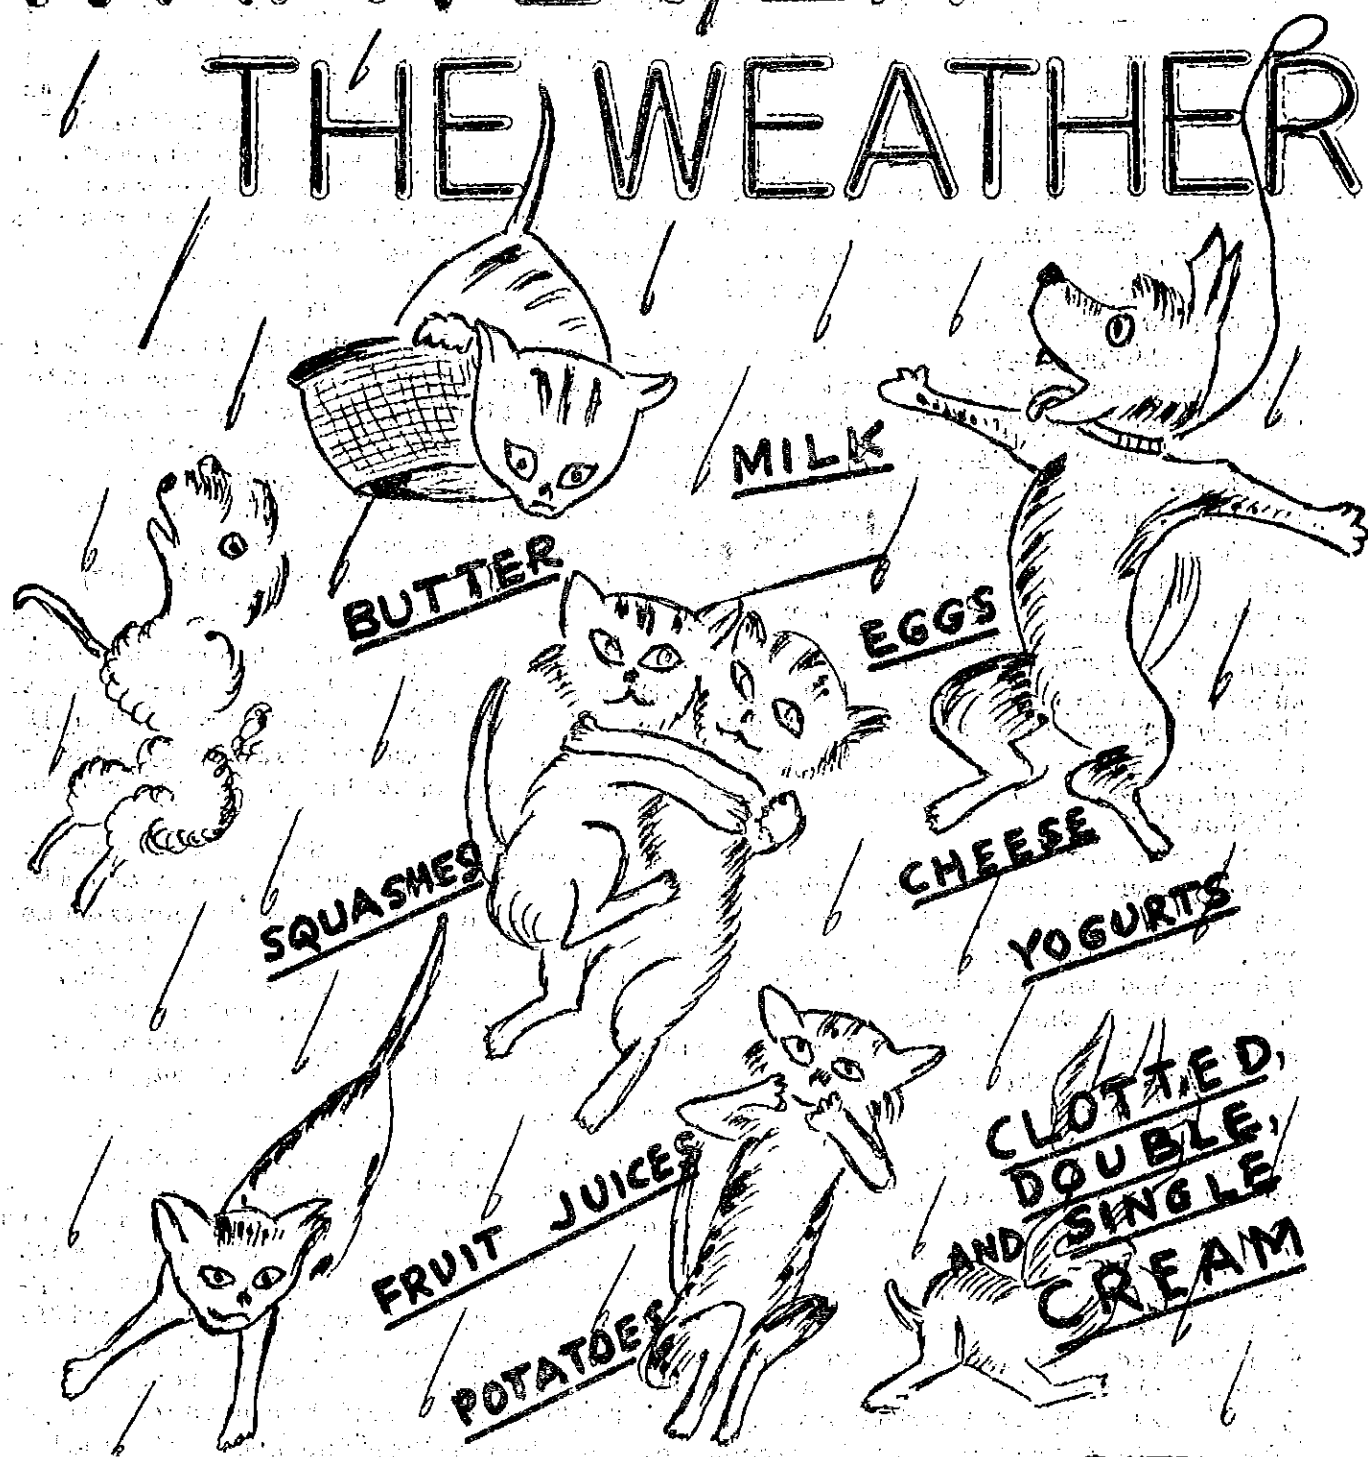 THE WEATHER
MILK
BUTTER
EGGS
SQUASHES
CHEESE
YOGURTS
CLOTTED,
DOUBLE,
AND SINGLE
CREAM
FRUIT JUICES
POTATOES